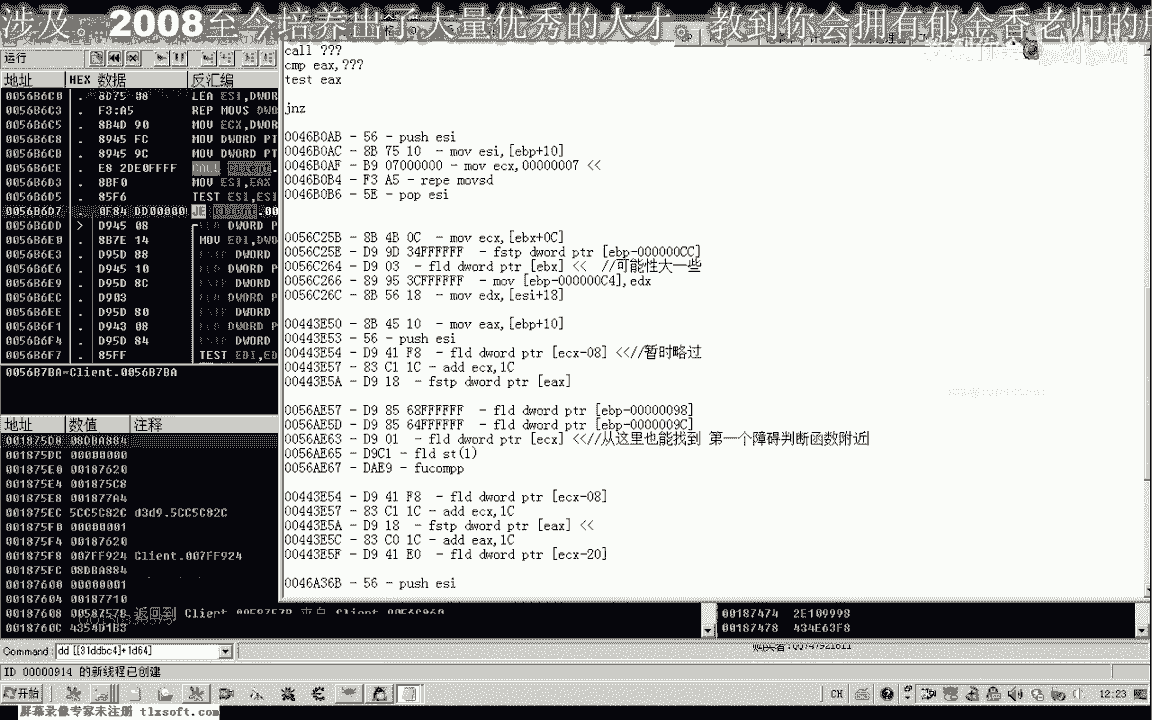 涉及。2008至今培养出了大量优秀的人才 教到你会拥有郁金香老师的
运行
地址 HEX 数据 反汇编
0056B6C0 . 8D75 08 LEA ESI,DWOR
0056B6C3 . F3:A5 REP MOVS DWO
0056B6C5 . 8B4D 90 MOV ECX,DWOR
0056B6C8 . 8945 FC MOV DWORD PT
0056B6CB . 8945 9C MOV DWORD PT
0056B6CE . E8 2DE0FFFF CALL
0056B6D3 . 8BF0 MOV ESI,EAX
0056B6D5 . 85F6 TEST ESI,ESI
0056B6D7 . 0F84 DD00000 JE
0056B6DD > D945 08 DWORD PT
0056B6E0 . 8B7E 14 MOV EDI,DWO
0056B6E3 . D95D 88 DWORD
0056B6E6 . D945 10 DWORD
0056B6E9 . D95D 8C DWORD
0056B6EC . D903 DWORD P
0056B6EE . D95D 80 DWORD
0056B6F1 . D943 08 DWORD P
0056B6F4 . D95D 84 DWORD
0056B6F7 . 85FF TEST EDI,ED
0056B7BA=Client.0056B7BA
地址 数值 注释
001875D8 08DBA884
001875DC 00000000
001875E0 00187620
001875E4 001875C8
001875E8 001877A4
001875EC 5CC5C82C d3d9.5CC5C82C
001875F0 00000001
001875F4 00187620
001875F8 007FF924 Client.007FF924
001875FC 08DBA884
00187600 00000001
00187604 00187710
00187608 0058757B 返回到 Client.0058757B 来自
0018760C 4354D1B3
call ???
cmp eax,???
test eax
jnz
0046B0AB - 56 - push esi
0046B0AC - 8B 75 10 - mov esi,[ebp+10]
0046B0AF - B9 07000000 - mov ecx,00000007 <<
0046B0B4 - F3 A5 - repe movsd
0046B0B6 - 5E - pop esi
0056C25B - 8B 4B 0C - mov ecx,[ebx+0C]
0056C25E - D9 9D 34FFFFFF - fstp dword ptr [ebp-000000CC]
0056C264 - D9 03 - fld dword ptr [ebx] << //可能性大一些
0056C266 - 89 95 3CFFFFFF - mov [ebp-000000C4],edx
0056C26C - 8B 56 18 - mov edx,[esi+18]
00443E50 - 8B 45 10 - mov eax,[ebp+10]
00443E53 - 56 - push esi
00443E54 - D9 41 F8 - fld dword ptr [ecx-08] <<//暂时略过
00443E57 - 83 C1 1C - add ecx,1C
00443E5A - D9 18 - fstp dword ptr [eax]
0056AE57 - D9 85 68FFFFFF - fld dword ptr [ebp-00000098]
0056AE5D - D9 85 64FFFFFF - fld dword ptr [ebp-0000009C]
0056AE63 - D9 01 - fld dword ptr [ecx] <<//从这里也能找到 第一个障碍判断函数附近
0056AE65 - D9C1 - fld st(1)
0056AE67 - DAE9 - fucompp
00443E54 - D9 41 F8 - fld dword ptr [ecx-08]
00443E57 - 83 C1 1C - add ecx,1C
00443E5A - D9 18 - fstp dword ptr [eax] <<
00443E5C - 83 C0 1C - add eax,1C
00443E5F - D9 41 E0 - fld dword ptr [ecx-20]
0046A36B - 56 - push esi
00187474 2E109998
00187478 434E63F8
Command: dd [[31ddbc4]+1d64]
ID 00000914 的新线程已创建
开始
CH
12:23
屏幕录像专家未注册 tlxsoft.com